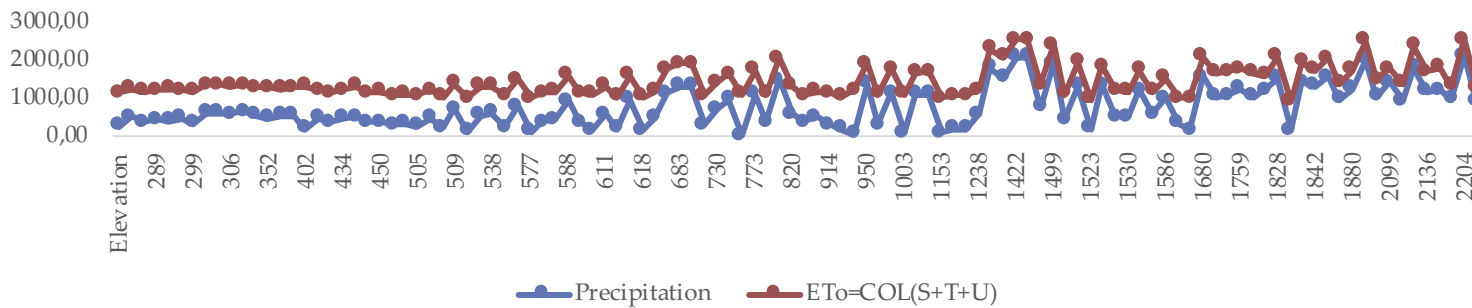 3000,00
2000,00
1000,00
0,00
Elevation 289 299 306 352 402 434 450 505 509 538 577 588 611 618 683 730 773 820 914 950 1003 1153 1238 1422 1499 1523 1530 1586 1680 1759 1828 1842 1880 2099 2136 2204
Precipitation ETo=COL(S+T+U)